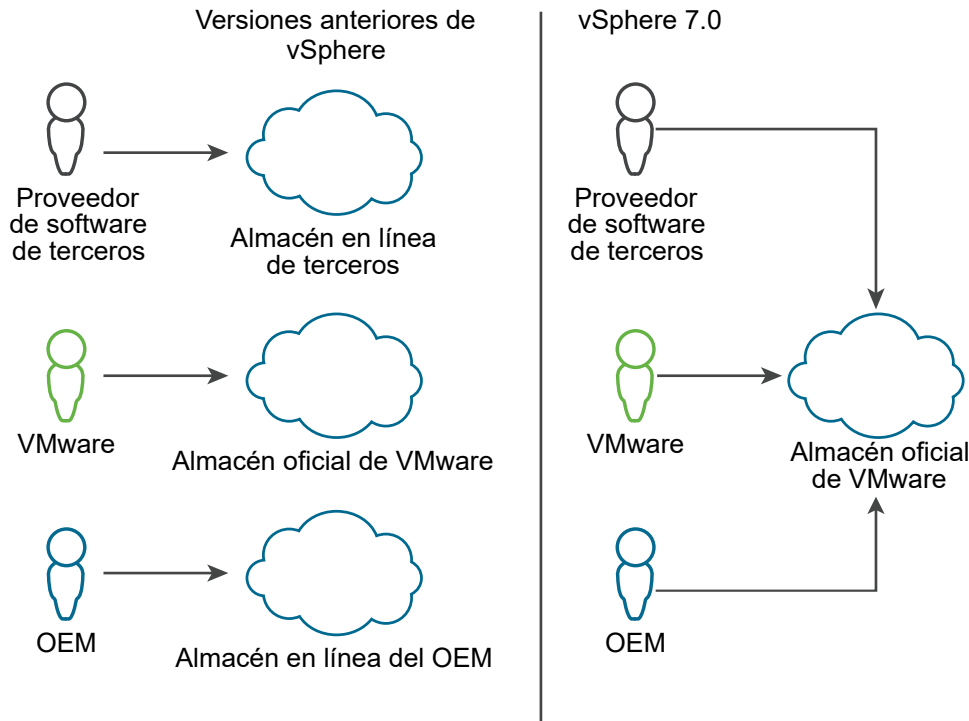 Versiones anteriores de
vSphere
Proveedor
de software
de terceros
Almacén en línea
de terceros
VMware
Almacén oficial de VMware
OEM
Almacén en línea del OEM
vSphere 7.0
Proveedor
de software
de terceros
VMware
Almacén oficial
de VMware
OEM